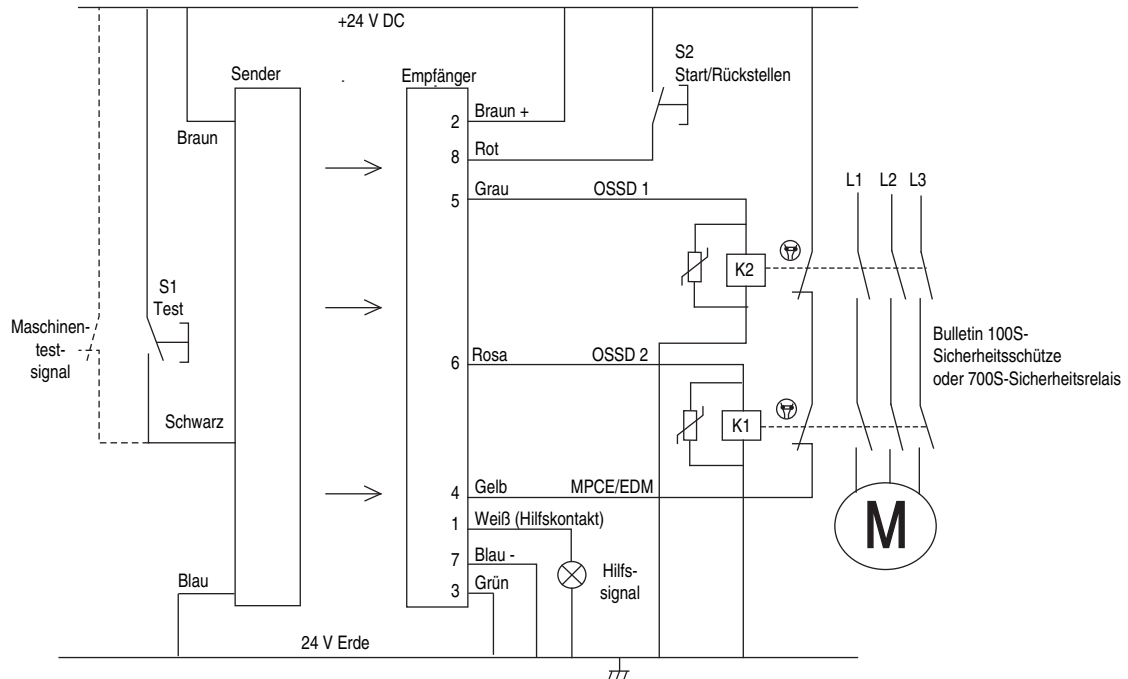 +24 V DC
S2
Start/Rückstellen
Sender
Empfänger
Braun
2 Braun +
8 Rot
5 Grau OSSD 1
L1 L2 L3
K2
S1
Test
Maschinen-
test-
signal
Bulletin 100S-
Sicherheitsschütze
oder 700S-Sicherheitsrelais
6 Rosa OSSD 2
K1
Schwarz
4 Gelb MPCE/EDM
1 Weiß (Hilfskontakt)
M
7 Blau -
Hilfs-
signal
3 Grün
Blau
24 V Erde